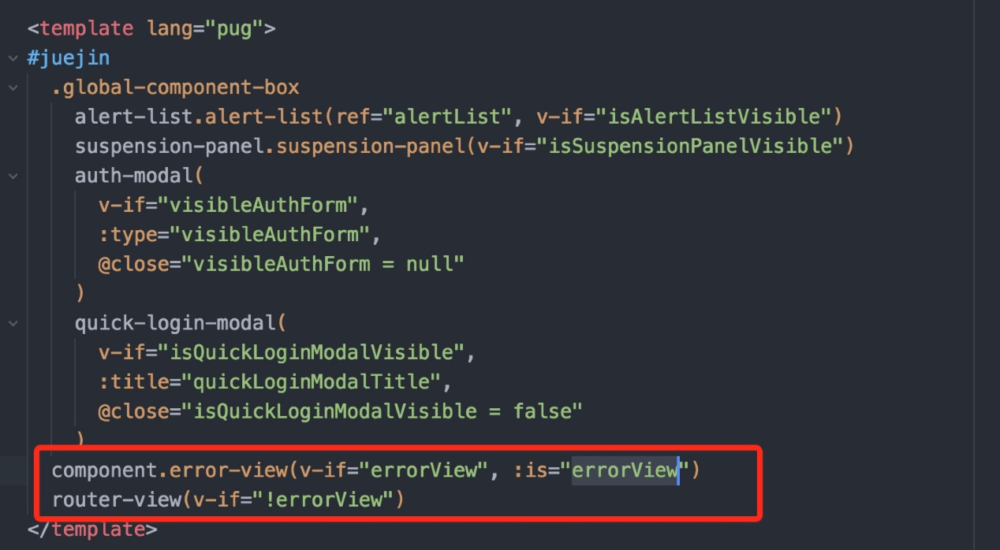 <template lang="pug">
#juejin
.global-component-box
alert-list.alert-list(ref="alertList", v-if="isAlertListVisible")
suspension-panel.suspension-panel(v-if="isSuspensionPanelVisible")
auth-modal(
v-if="visibleAuthForm",
:type="visibleAuthForm",
@close="visibleAuthForm = null"
)
quick-login-modal(
v-if="isQuickLoginModalVisible",
:title="quickLoginModalTitle",
@close="isQuickLoginModalVisible = false"
)
component.error-view(v-if="errorView", :is="errorView")
router-view(v-if="!errorView")
</template>